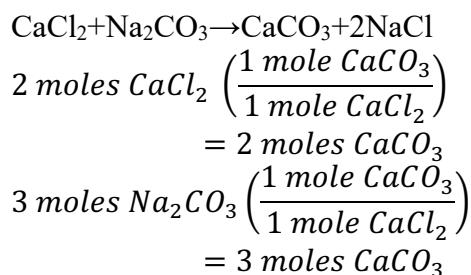 CaCl₂+Na₂CO₃→CaCO₃+2NaCl
2 moles CaCl₂ (1 mole CaCO₃ / 1 mole CaCl₂)
= 2 moles CaCO₃
3 moles Na₂CO₃ (1 mole CaCO₃ / 1 mole CaCl₂)
= 3 moles CaCO₃